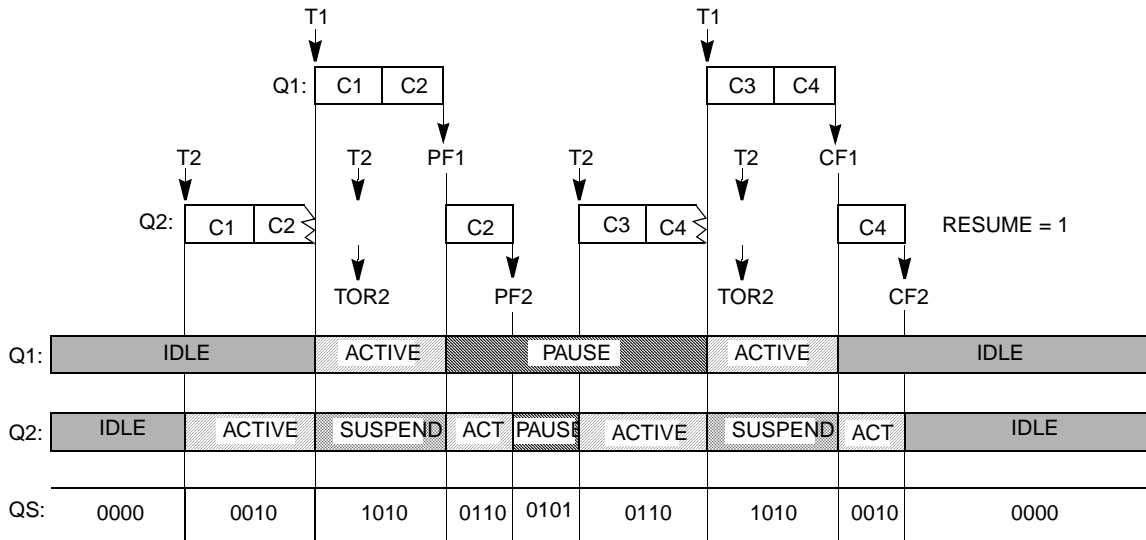 T1 T1
Q1: C1 C2 C3 C4
T2 T2 PF1 T2 T2 CF1
Q2: C1 C2 C2 C3 C4 C4 RESUME = 1
TOR2 PF2 TOR2 CF2
Q1: IDLE ACTIVE PAUSE ACTIVE IDLE
Q2: IDLE ACTIVE SUSPEND ACT PAUSE ACTIVE SUSPEND ACT IDLE
QS: 0000 0010 1010 0110 0101 0110 1010 0010 0000